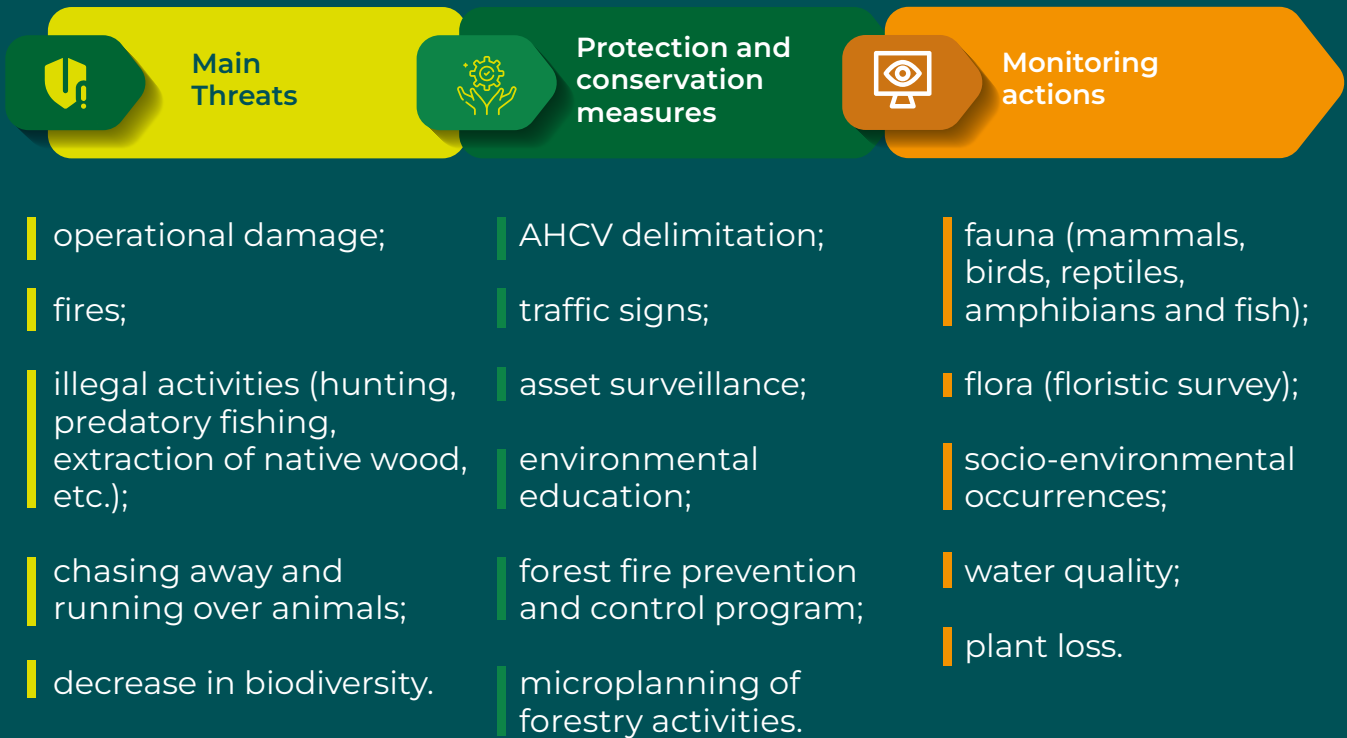 Main
Threats
Protection and
conservation
measures
Monitoring
actions
operational damage;
fires;
illegal activities (hunting,
predatory fishing,
extraction of native wood,
etc.);
chasing away and
running over animals;
decrease in biodiversity.
AHCV delimitation;
traffic signs;
asset surveillance;
environmental
education;
forest fire prevention
and control program;
microplanning of
forestry activities.
fauna (mammals,
birds, reptiles,
amphibians and fish);
flora (floristic survey);
socio-environmental
occurrences;
water quality;
plant loss.